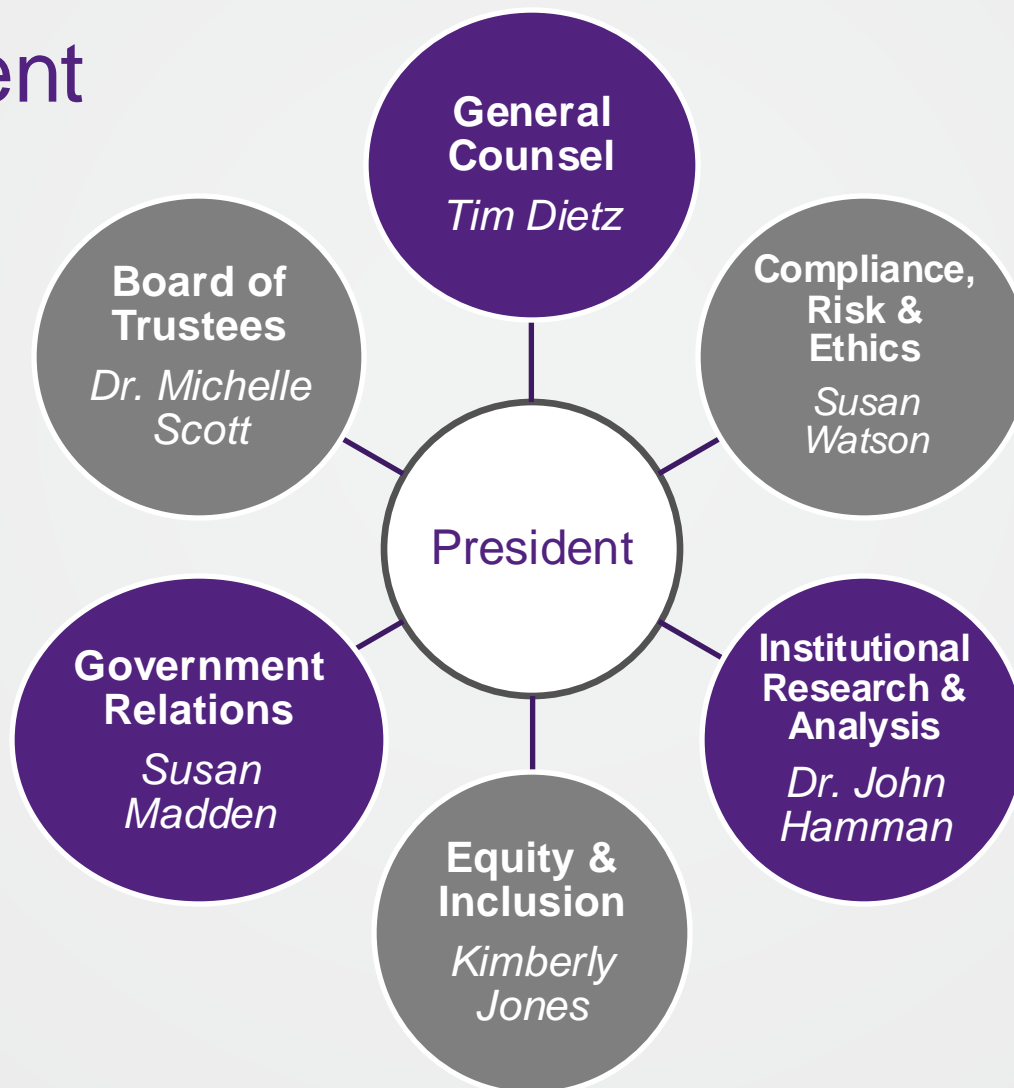 ent
General
Counsel
Tim Dietz
Board of
Trustees
Dr. Michelle
Scott
Compliance,
Risk &
Ethics
Susan
Watson
President
Government
Relations
Susan
Madden
Institutional
Research &
Analysis
Dr. John
Hamman
Equity &
Inclusion
Kimberly
Jones